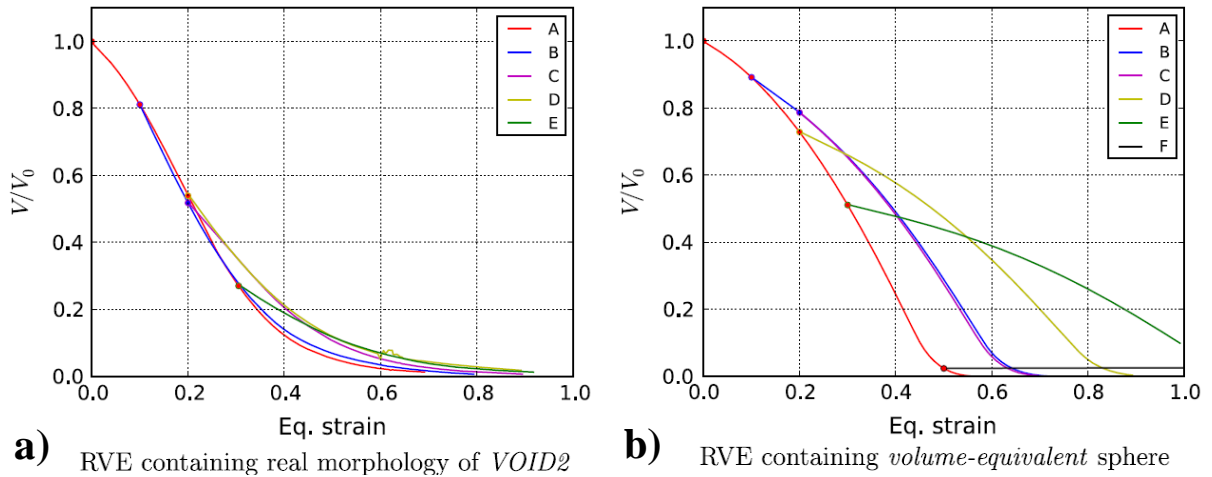 1.0
0.8
0.6
0.4
0.2
0.0
V/V₀
0.0 0.2 0.4 0.6 0.8 1.0
Eq. strain
A
B
C
D
E
a) RVE containing real morphology of VOID2
1.0
0.8
0.6
0.4
0.2
0.0
V/V₀
0.0 0.2 0.4 0.6 0.8 1.0
Eq. strain
A
B
C
D
E
F
b) RVE containing volume-equivalent sphere